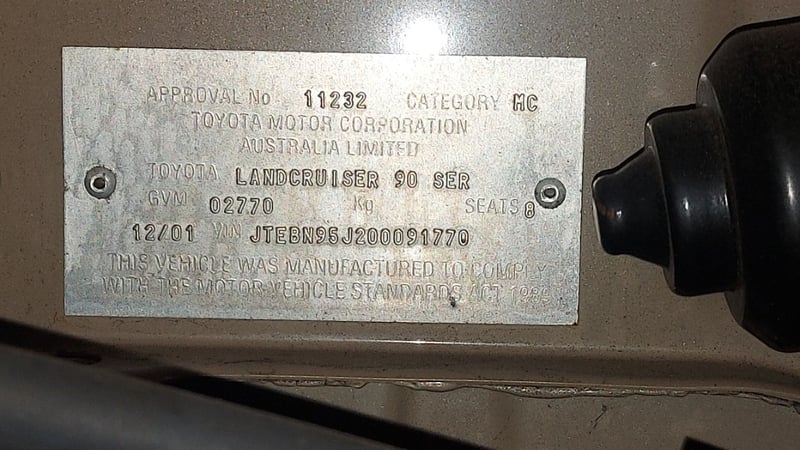 APPROVAL No 11232 CATEGORY MC
TOYOTA MOTOR CORPORATION
AUSTRALIA LIMITED
TOYOTA LANDCRUISER 90 SER
GVM 02770 Kg SEATS 8
12/01 VIN JTEBN95J200091770
THIS VEHICLE WAS MANUFACTURED TO COMPLY
WITH THE MOTOR VEHICLE STANDARDS ACT 1989